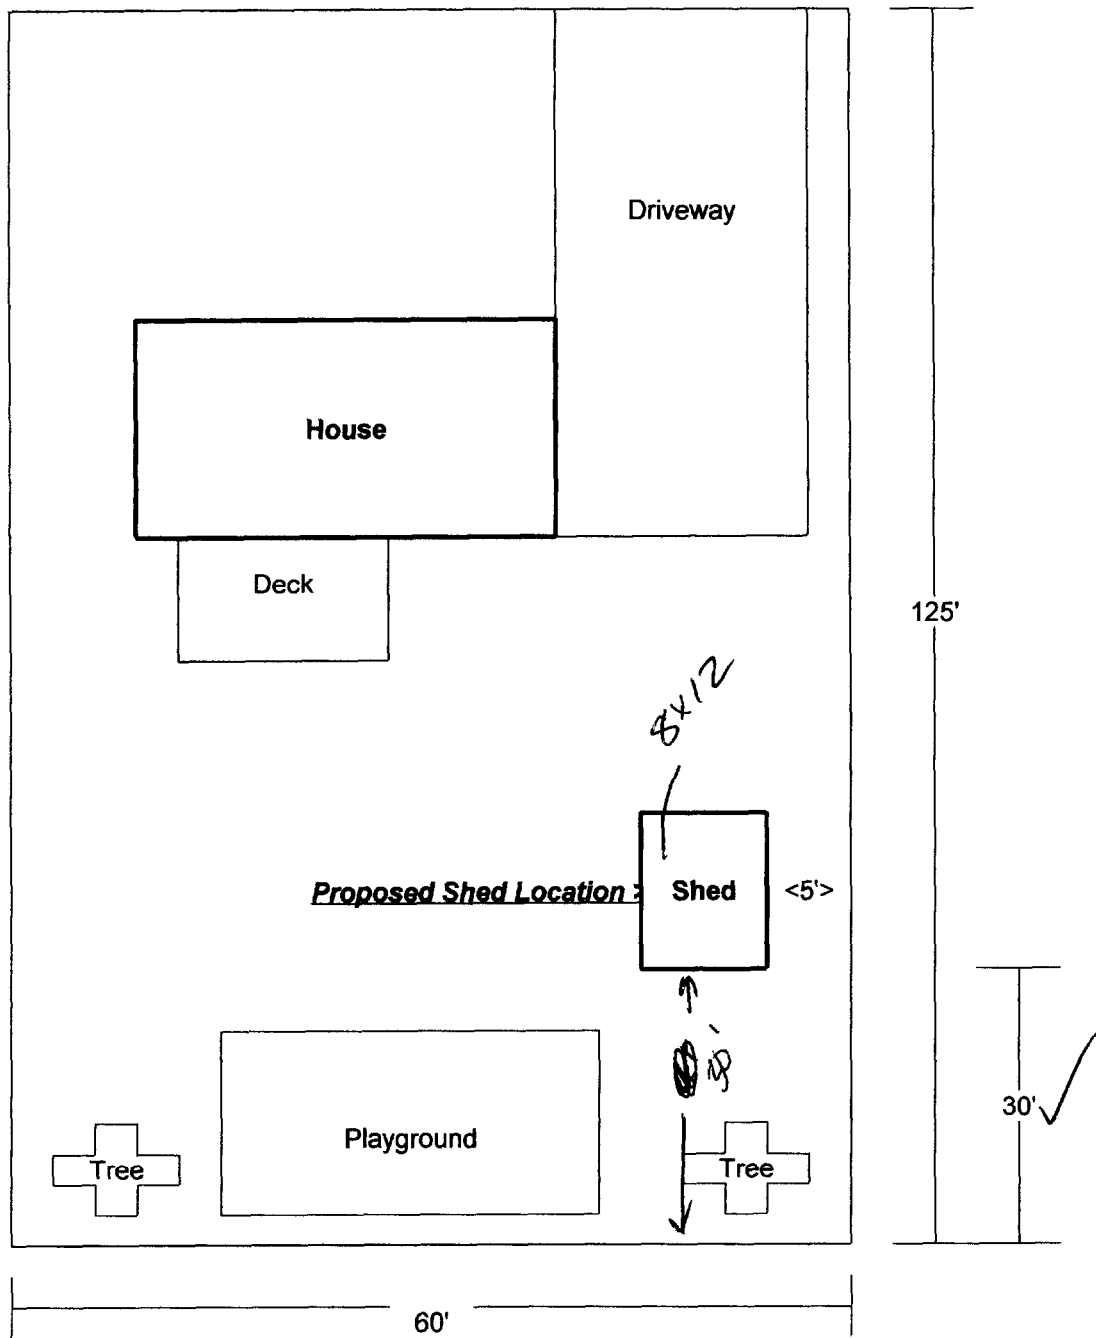 Driveway
House
Deck
125'
8x12
Proposed Shed Location >
Shed
<5'>
30'
Playground
Tree
Tree
60'